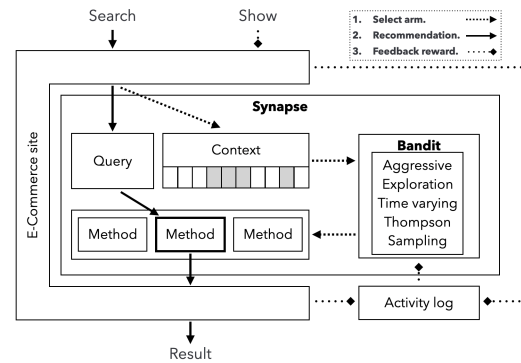 Search
Show
1. Select arm.
2. Recommendation.
3. Feedback reward.
E-Commerce site
Synapse
Query
Context
Bandit
Aggressive
Exploration
Time varying
Thompson
Sampling
Method
Method
Method
Activity log
Result